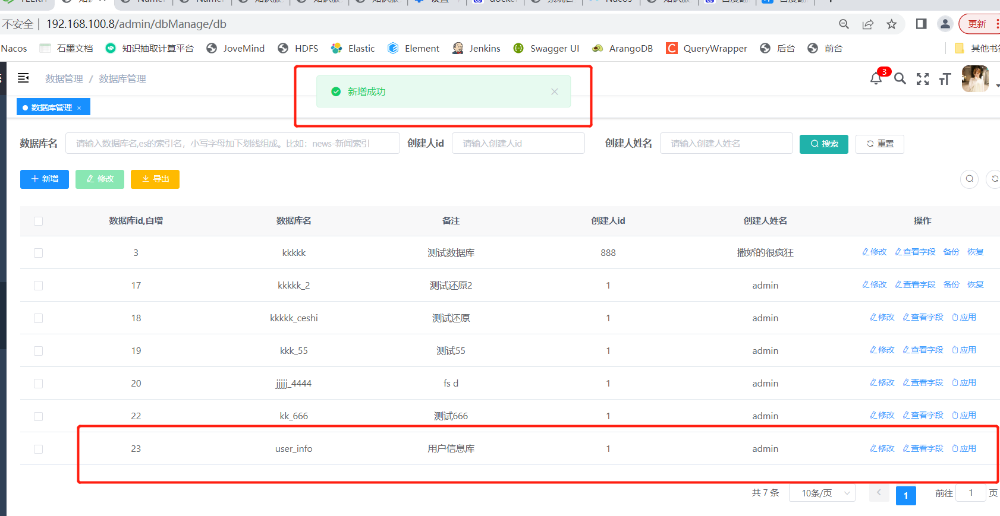 不安全 | 192.168.100.8/admin/dbManage/db
更新
Nacos 石墨文档 知识抽取计算平台 JoveMind HDFS Elastic Element Jenkins Swagger UI ArangoDB QueryWrapper 后台 前台 其他书签
数据管理 / 数据库管理
新增成功
3
数据库管理 ×
数据库名 请输入数据库名,es的索引名，小写字母加下划线组成。比如：news-新闻索引 创建人id 请输入创建人id 创建人姓名 请输入创建人姓名 搜索 重置
新增 修改 导出
数据库id,自增 数据库名 备注 创建人id 创建人姓名 操作
3 kkkkk 测试数据库 888 撒娇的很疯狂 修改 查看字段 备份 恢复
17 kkkkk_2 测试还原2 1 admin 修改 查看字段 备份 恢复
18 kkkkk_ceshi 测试还原 1 admin 修改 查看字段 应用
19 kkk_55 测试55 1 admin 修改 查看字段 应用
20 jjjjj_4444 fs d 1 admin 修改 查看字段 应用
22 kk_666 测试666 1 admin 修改 查看字段 应用
23 user_info 用户信息库 1 admin 修改 查看字段 应用
共 7 条 10条/页 1 前往 1 页